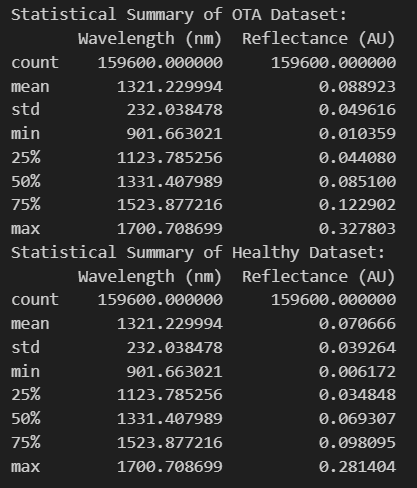 Statistical Summary of OTA Dataset:
Wavelength (nm) Reflectance (AU)
count 159600.000000 159600.000000
mean 1321.229994 0.088923
std 232.038478 0.049616
min 901.663021 0.010359
25% 1123.785256 0.044080
50% 1331.407989 0.085100
75% 1523.877216 0.122902
max 1700.708699 0.327803
Statistical Summary of Healthy Dataset:
Wavelength (nm) Reflectance (AU)
count 159600.000000 159600.000000
mean 1321.229994 0.070666
std 232.038478 0.039264
min 901.663021 0.006172
25% 1123.785256 0.034848
50% 1331.407989 0.069307
75% 1523.877216 0.098095
max 1700.708699 0.281404